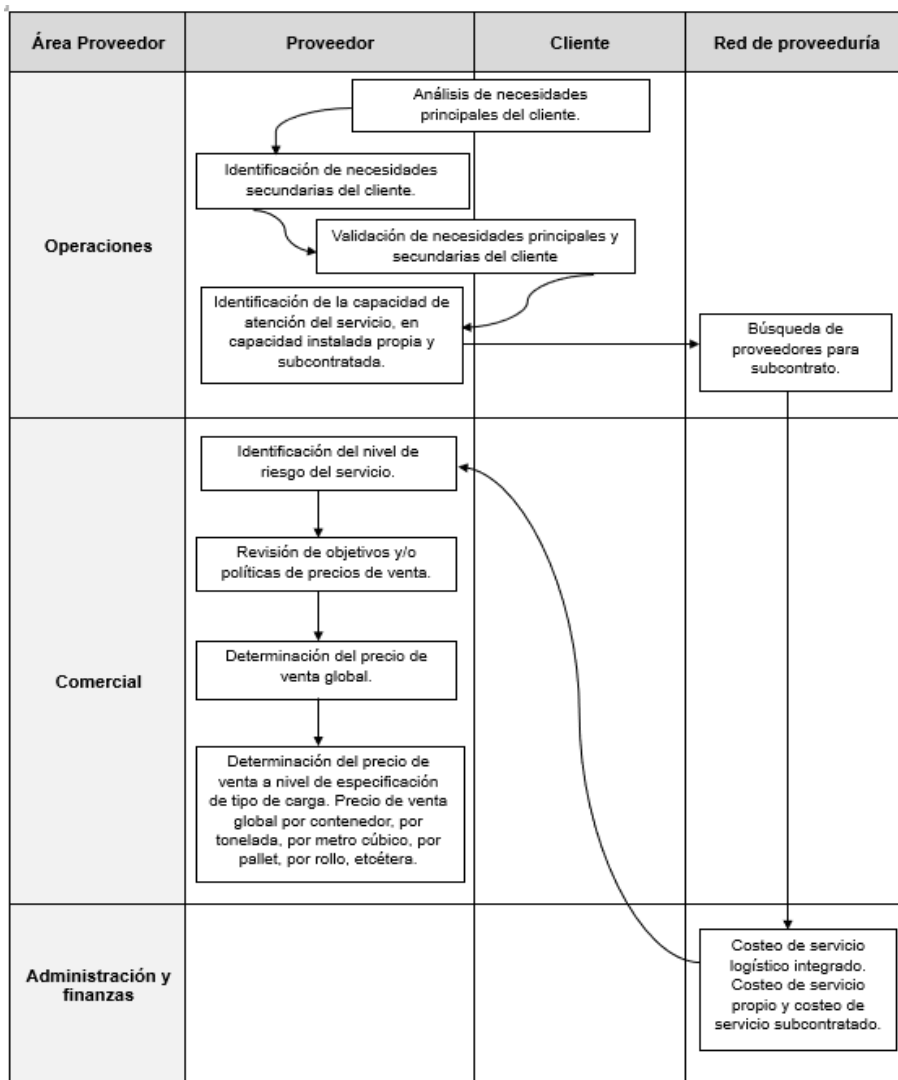 Área Proveedor
Proveedor
Cliente
Red de proveeduría
Operaciones
Análisis de necesidades
principales del cliente.
Identificación de necesidades
secundarias del cliente.
Validación de necesidades principales y
secundarias del cliente
Identificación de la capacidad de
atención del servicio, en
capacidad instalada propia y
subcontratada.
Búsqueda de
proveedores para
subcontrato.
Comercial
Identificación del nivel de
riesgo del servicio.
Revisión de objetivos y/o
políticas de precios de venta.
Determinación del precio de
venta global.
Determinación del precio de
venta a nivel de especificación
de tipo de carga. Precio de venta
global por contenedor, por
tonelada, por metro cúbico, por
pallet, por rollo, etcétera.
Administración y
finanzas
Costeo de servicio
logístico integrado.
Costeo de servicio
propio y costeo de
servicio subcontratado.